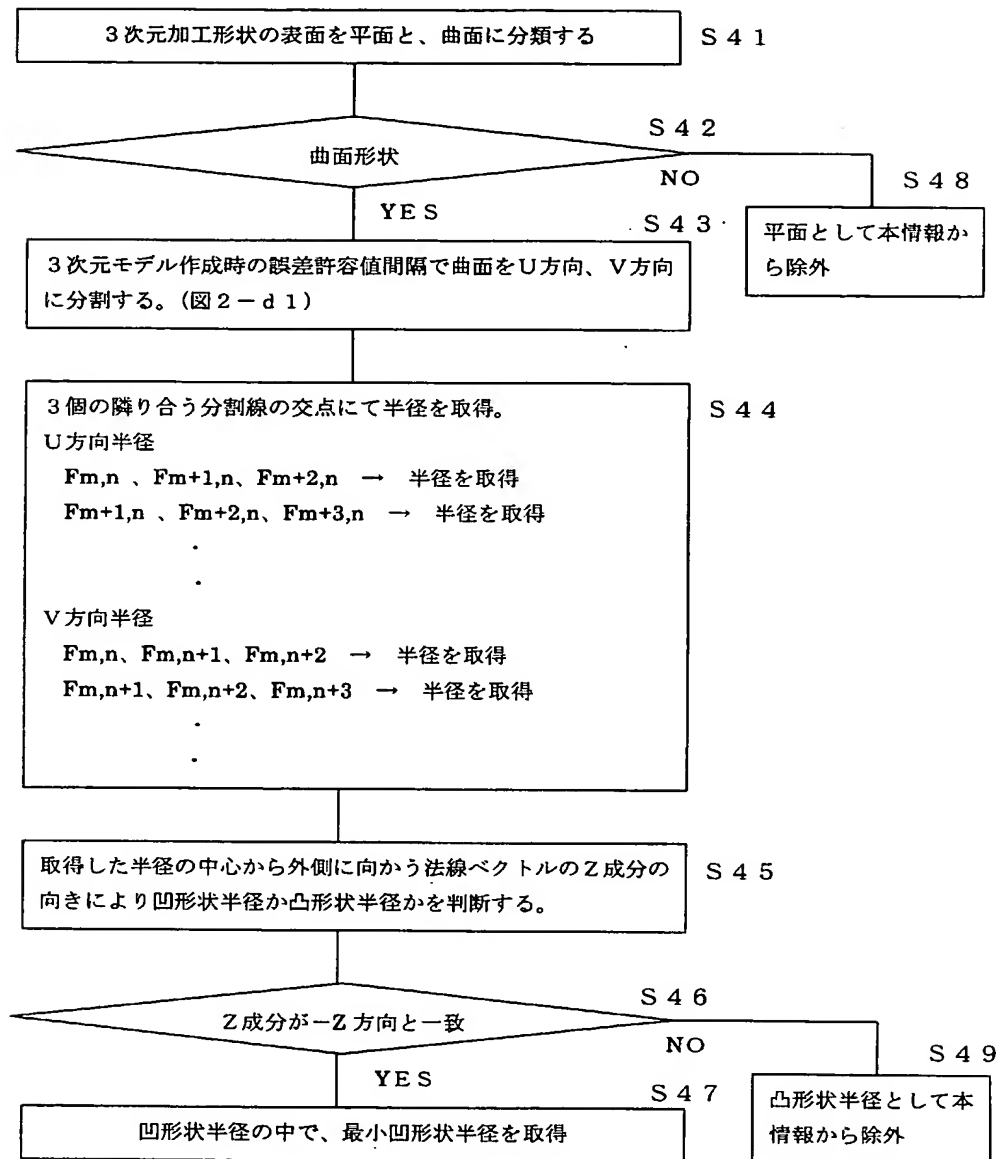 3次元加工形状の表面を平面と、曲面に分類する
S41
S42
曲面形状
NO
S48
YES
S43
平面として本情報か
ら除外
3次元モデル作成時の誤差許容値間隔で曲面をU方向、V方向
に分割する。(図2－d1)
3個の隣り合う分割線の交点にて半径を取得。
S44
U方向半径
Fm,n 、Fm+1,n、Fm+2,n → 半径を取得
Fm+1,n 、Fm+2,n、Fm+3,n → 半径を取得
・
・
V方向半径
Fm,n、Fm,n+1、Fm,n+2 → 半径を取得
Fm,n+1、Fm,n+2、Fm,n+3 → 半径を取得
・
・
取得した半径の中心から外側に向かう法線ベクトルのZ成分の
向きにより凹形状半径か凸形状半径かを判断する。
S45
S46
Z成分が－Z方向と一致
NO
S49
YES
S47
凸形状半径として本
情報から除外
凹形状半径の中で、最小凹形状半径を取得